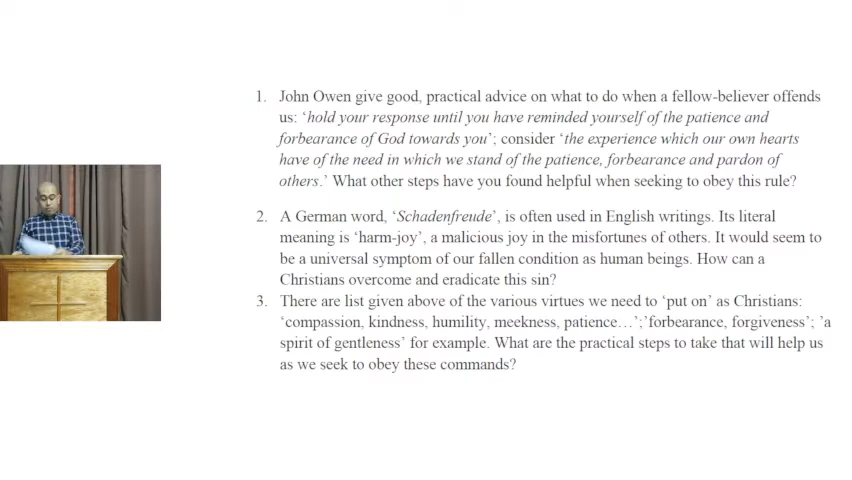 1. John Owen give good, practical advice on what to do when a fellow-believer offends
us: ‘hold your response until you have reminded yourself of the patience and
forbearance of God towards you’; consider ‘the experience which our own hearts
have of the need in which we stand of the patience, forbearance and pardon of
others.’ What other steps have you found helpful when seeking to obey this rule?
2. A German word, ‘Schadenfreude’, is often used in English writings. Its literal
meaning is ‘harm-joy’, a malicious joy in the misfortunes of others. It would seem to
be a universal symptom of our fallen condition as human beings. How can a
Christians overcome and eradicate this sin?
3. There are list given above of the various virtues we need to ‘put on’ as Christians:
‘compassion, kindness, humility, meekness, patience…’;’forbearance, forgiveness’; ’a
spirit of gentleness’ for example. What are the practical steps to take that will help us
as we seek to obey these commands?